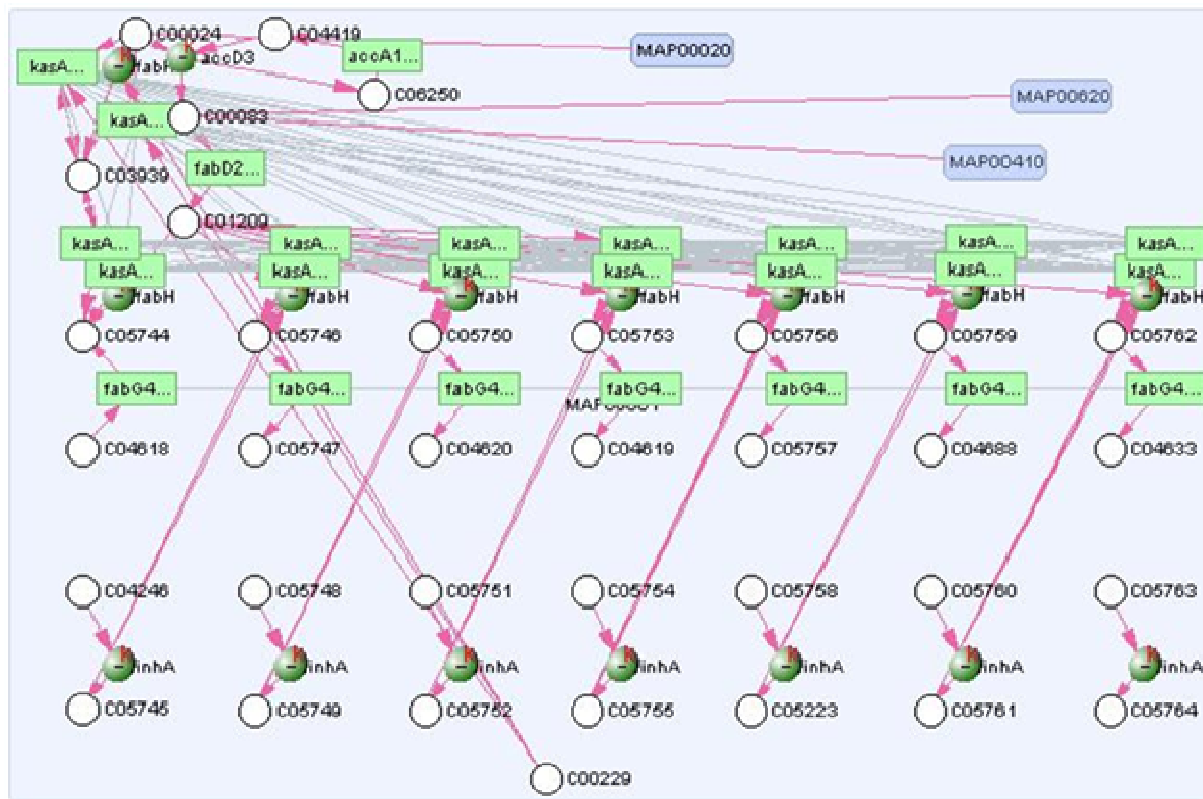 C00024 C04419
MAP00020
kasA... fabH accD3 accA1...
C06250 MAP00620
kasA... C00083
MAP00410
C03939 fabD2...
C01209
kasA... kasA... kasA... kasA... kasA... kasA... kasA...
kasA... kasA... kasA... kasA... kasA... kasA... kasA...
fabH fabH fabH fabH fabH fabH fabH
C05744 C05746 C05750 C05753 C05756 C05759 C05762
fabG4... fabG4... fabG4... fabG4... fabG4... fabG4... fabG4...
C04618 C05747 C04620 C04619 C05757 C04688 C04633
C04246 C05748 C05751 C05754 C05758 C05760 C05763
inhA inhA inhA inhA inhA inhA inhA
C05745 C05749 C05752 C05755 C05223 C05761 C05764
C00229